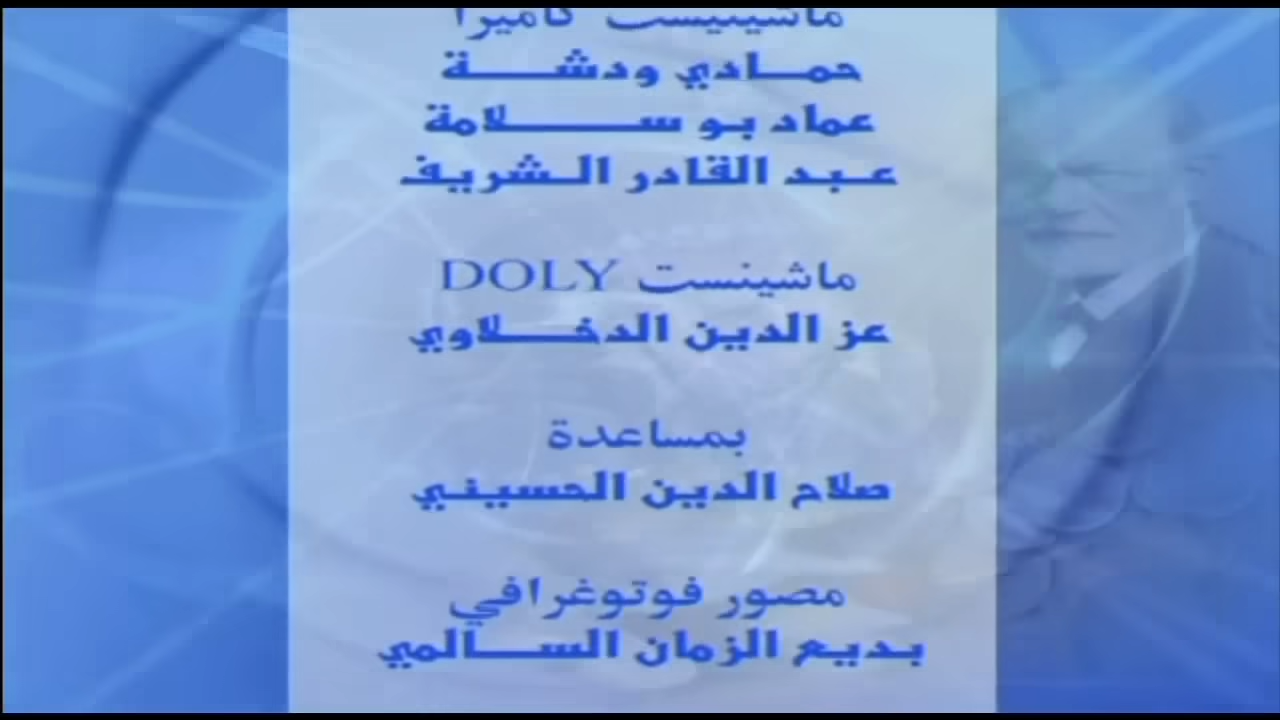 ماشينيست كاميرا
حمادي ودشة
عماد بو سلامة
عبد القادر الشريف
ماشينست DOLY
عز الدين الدخلاوي
بمساعدة
صلاح الدين الحسيني
مصور فوتوغرافي
بديع الزمان السالمي